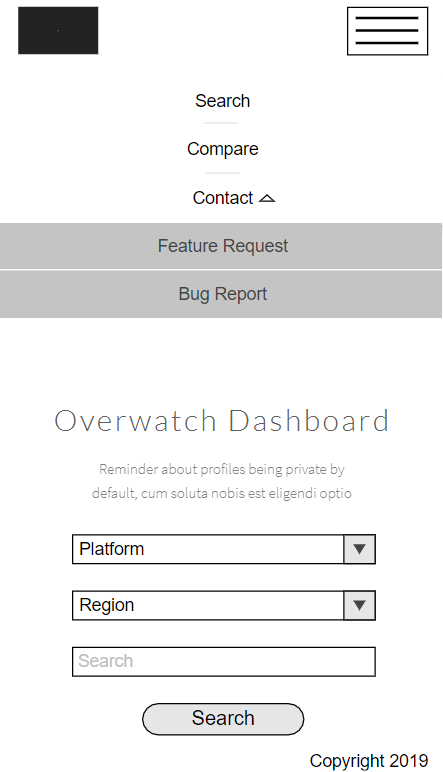 Search
Compare
Contact
Feature Request
Bug Report
Overwatch Dashboard
Reminder about profiles being private by
default, cum soluta nobis est eligendi optio
Platform
Region
Search
Search
Copyright 2019